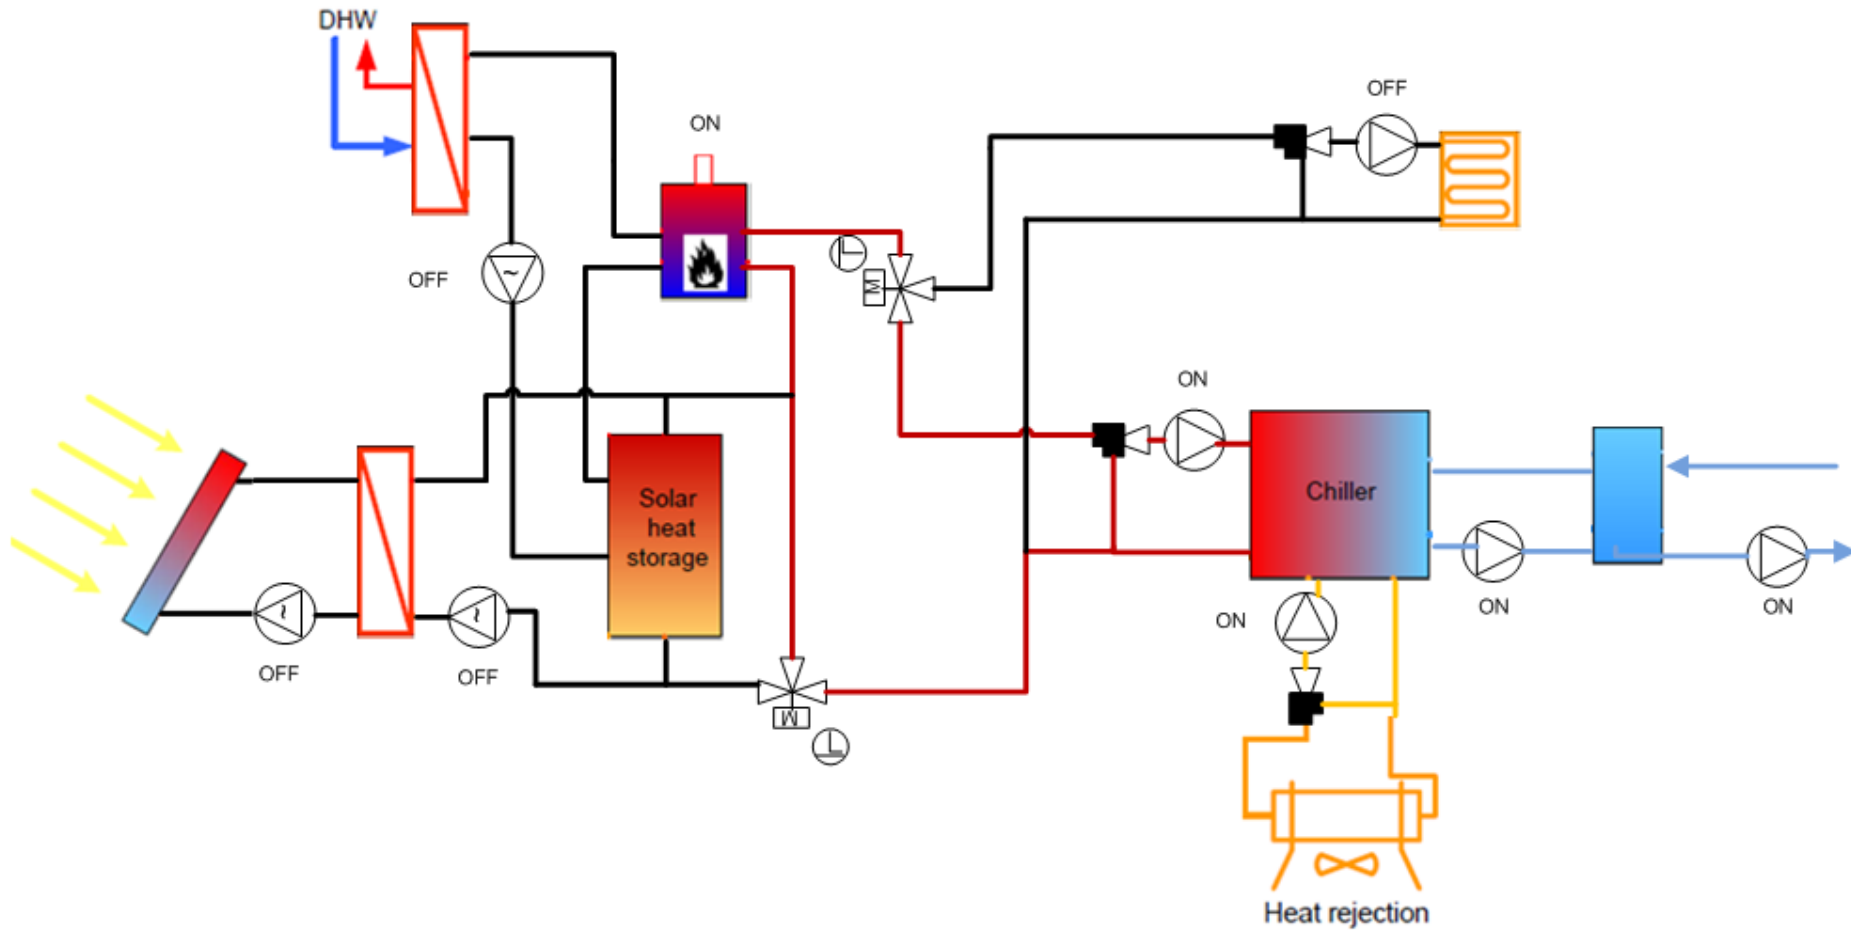 DHW
OFF
ON
M
OFF
ON
Solar
heat
storage
Chiller
ON
ON
ON
OFF
OFF
M
Heat rejection